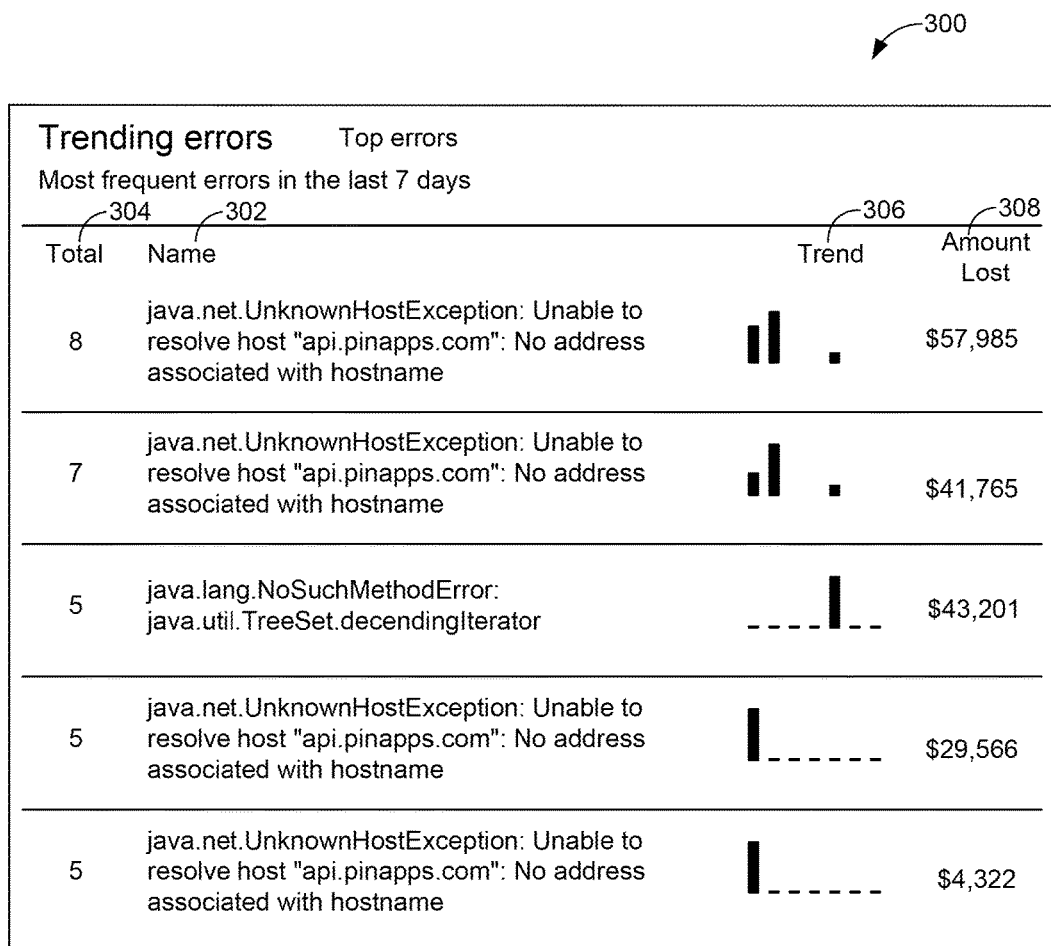 300
Trending errors Top errors
Most frequent errors in the last 7 days
304 302 306 308
Total Name Trend Amount
Lost
java.net.UnknownHostException: Unable to
8 resolve host "api.pinapps.com": No address $57,985
associated with hostname
java.net.UnknownHostException: Unable to
7 resolve host "api.pinapps.com": No address $41,765
associated with hostname
java.lang.NoSuchMethodError:
5 java.util.TreeSet.decendingIterator $43,201
java.net.UnknownHostException: Unable to
5 resolve host "api.pinapps.com": No address $29,566
associated with hostname
java.net.UnknownHostException: Unable to
5 resolve host "api.pinapps.com": No address $4,322
associated with hostname